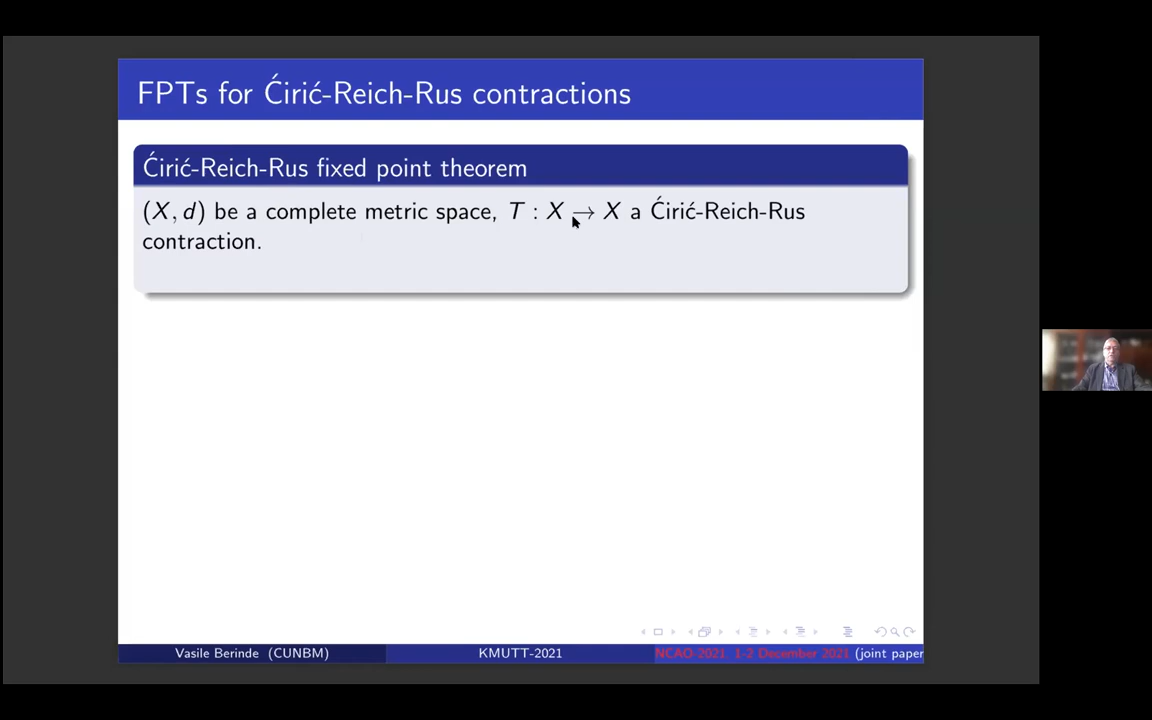 FPTs for Ćirić-Reich-Rus contractions
Ćirić-Reich-Rus fixed point theorem
(X, d) be a complete metric space, T : X → X a Ćirić-Reich-Rus
contraction.
Vasile Berinde (CUNBM)
KMUTT-2021
NCAO-2021, 1-2 December 2021 (joint paper